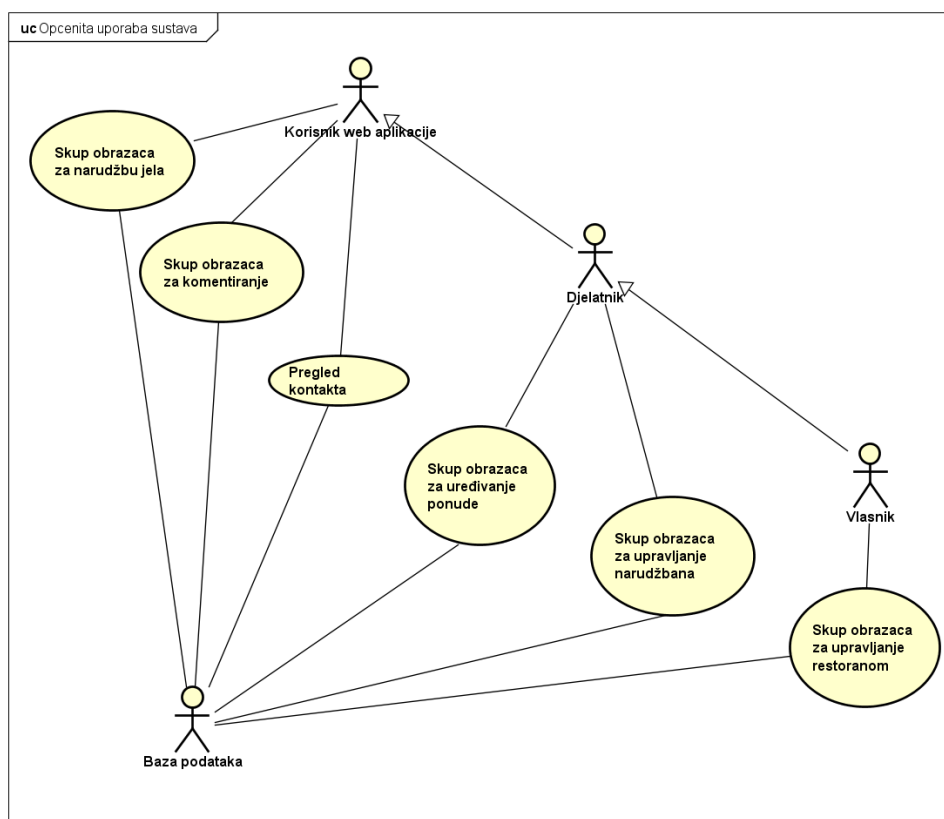 uc Opcenita uporaba sustava
Korisnik web aplikacije
Skup obrazaca
za narudžbu jela
Skup obrazaca
za komentiranje
Djelatnik
Pregled
kontakta
Skup obrazaca
za uređivanje
ponude
Vlasnik
Skup obrazaca
za upravljanje
narudžbana
Skup obrazaca
za upravljanje
restoranom
Baza podataka